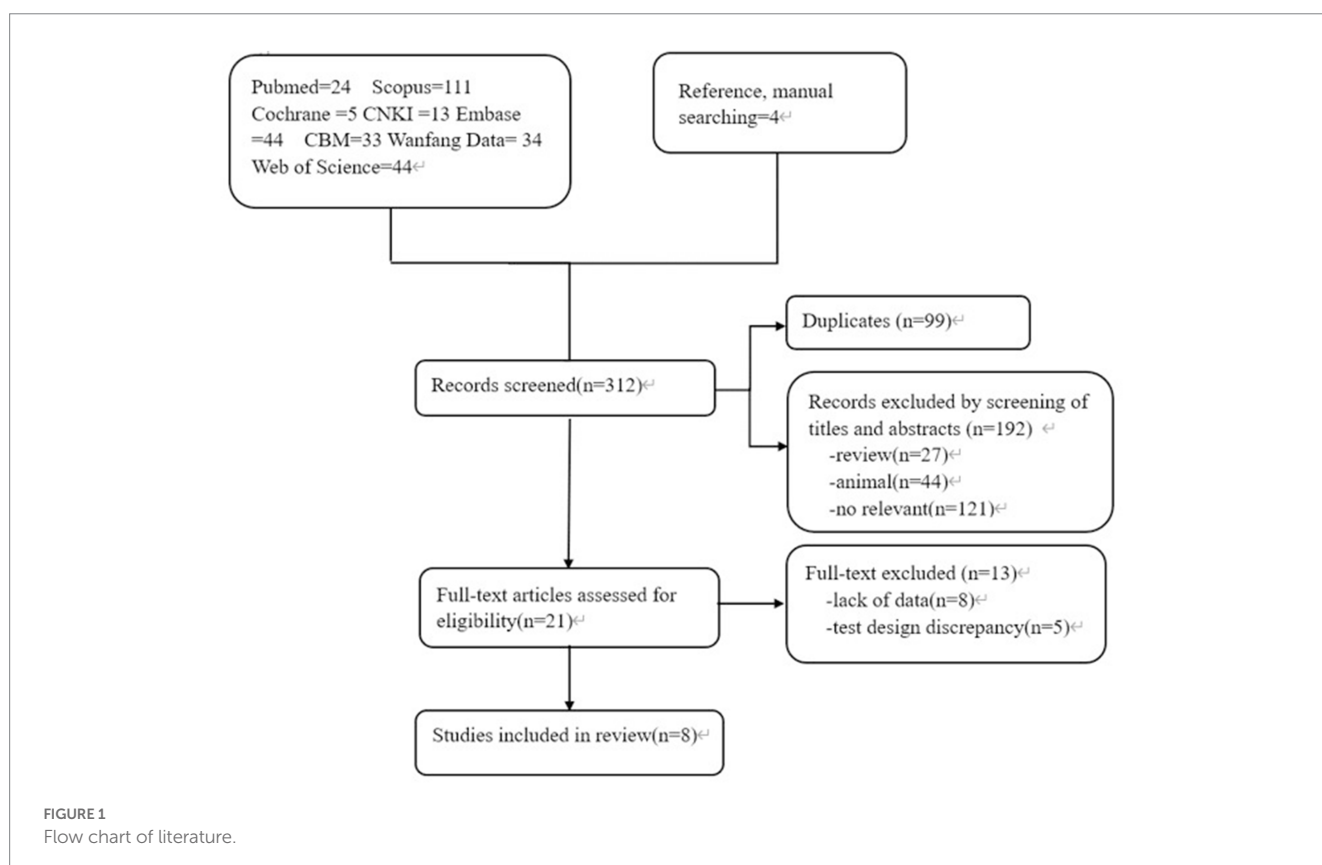 Pubmed=24 Scopus=111
Cochrane =5 CNKI =13 Embase
=44 CBM=33 Wanfang Data= 34
Web of Science=44↵
Reference, manual
searching=4↵
Duplicates (n=99)↵
Records screened(n=312)↵
Records excluded by screening of
titles and abstracts (n=192) ↵
-review(n=27)↵
-animal(n=44)↵
-no relevant(n=121)↵
Full-text articles assessed for
eligibility(n=21)↵
Full-text excluded (n=13)↵
-lack of data(n=8)↵
-test design discrepancy(n=5)↵
Studies included in review(n=8)↵
FIGURE 1
Flow chart of literature.